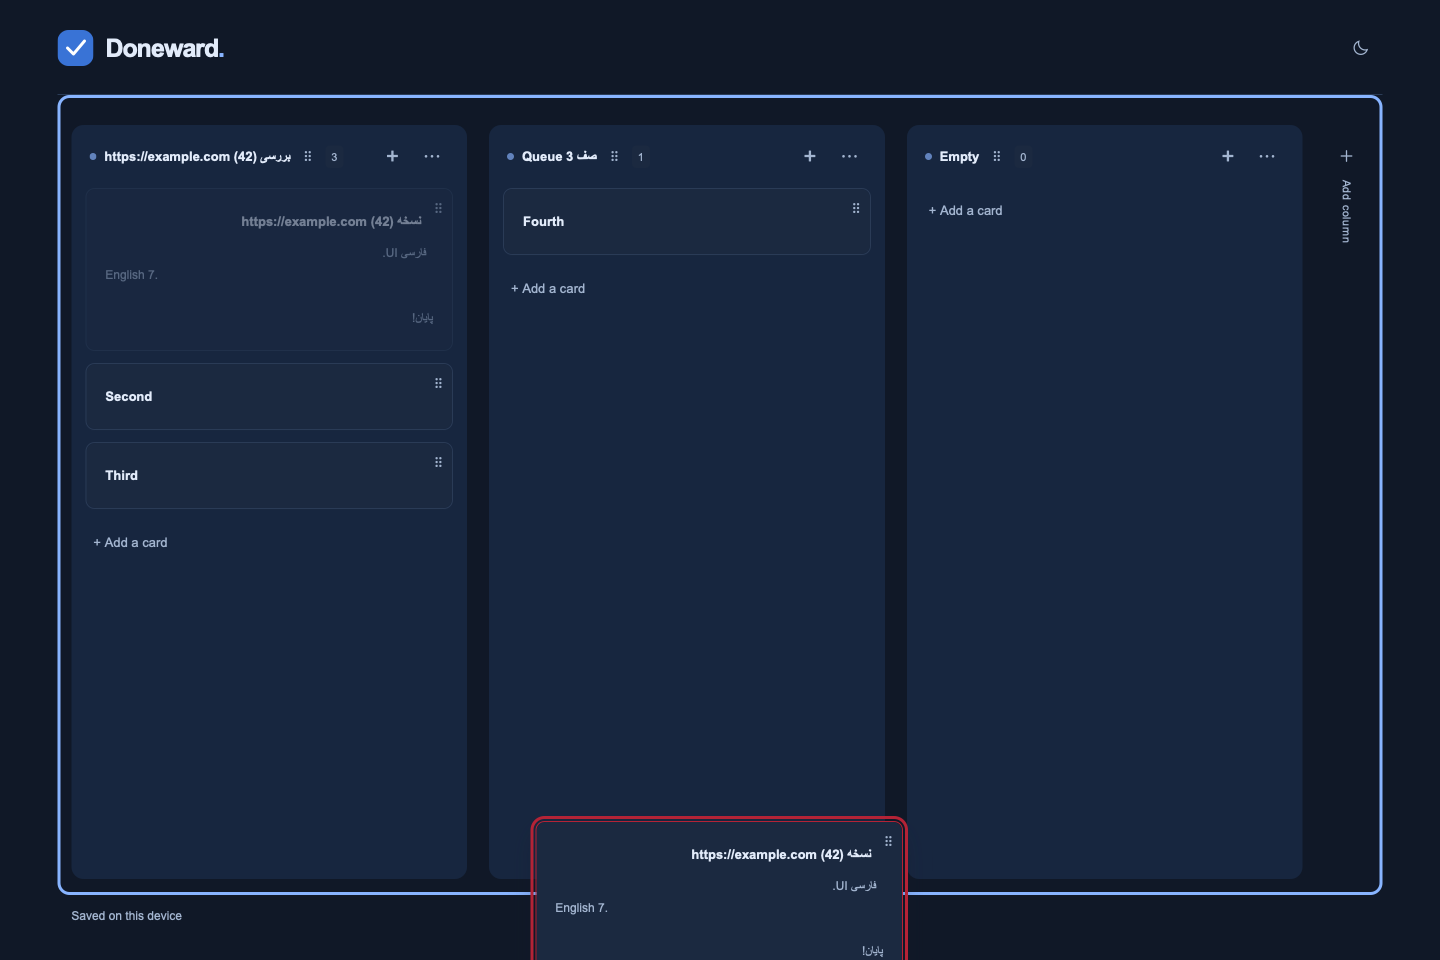 Doneward.
https://example.com (42) بررسی
3
نسخه https://example.com (42)
فارسی UI.
English 7.
پایان!
Second
Third
+ Add a card
Queue 3 صف
1
Fourth
+ Add a card
Empty
0
+ Add a card
Add column
نسخه https://example.com (42)
فارسی UI.
English 7.
پایان!
Saved on this device